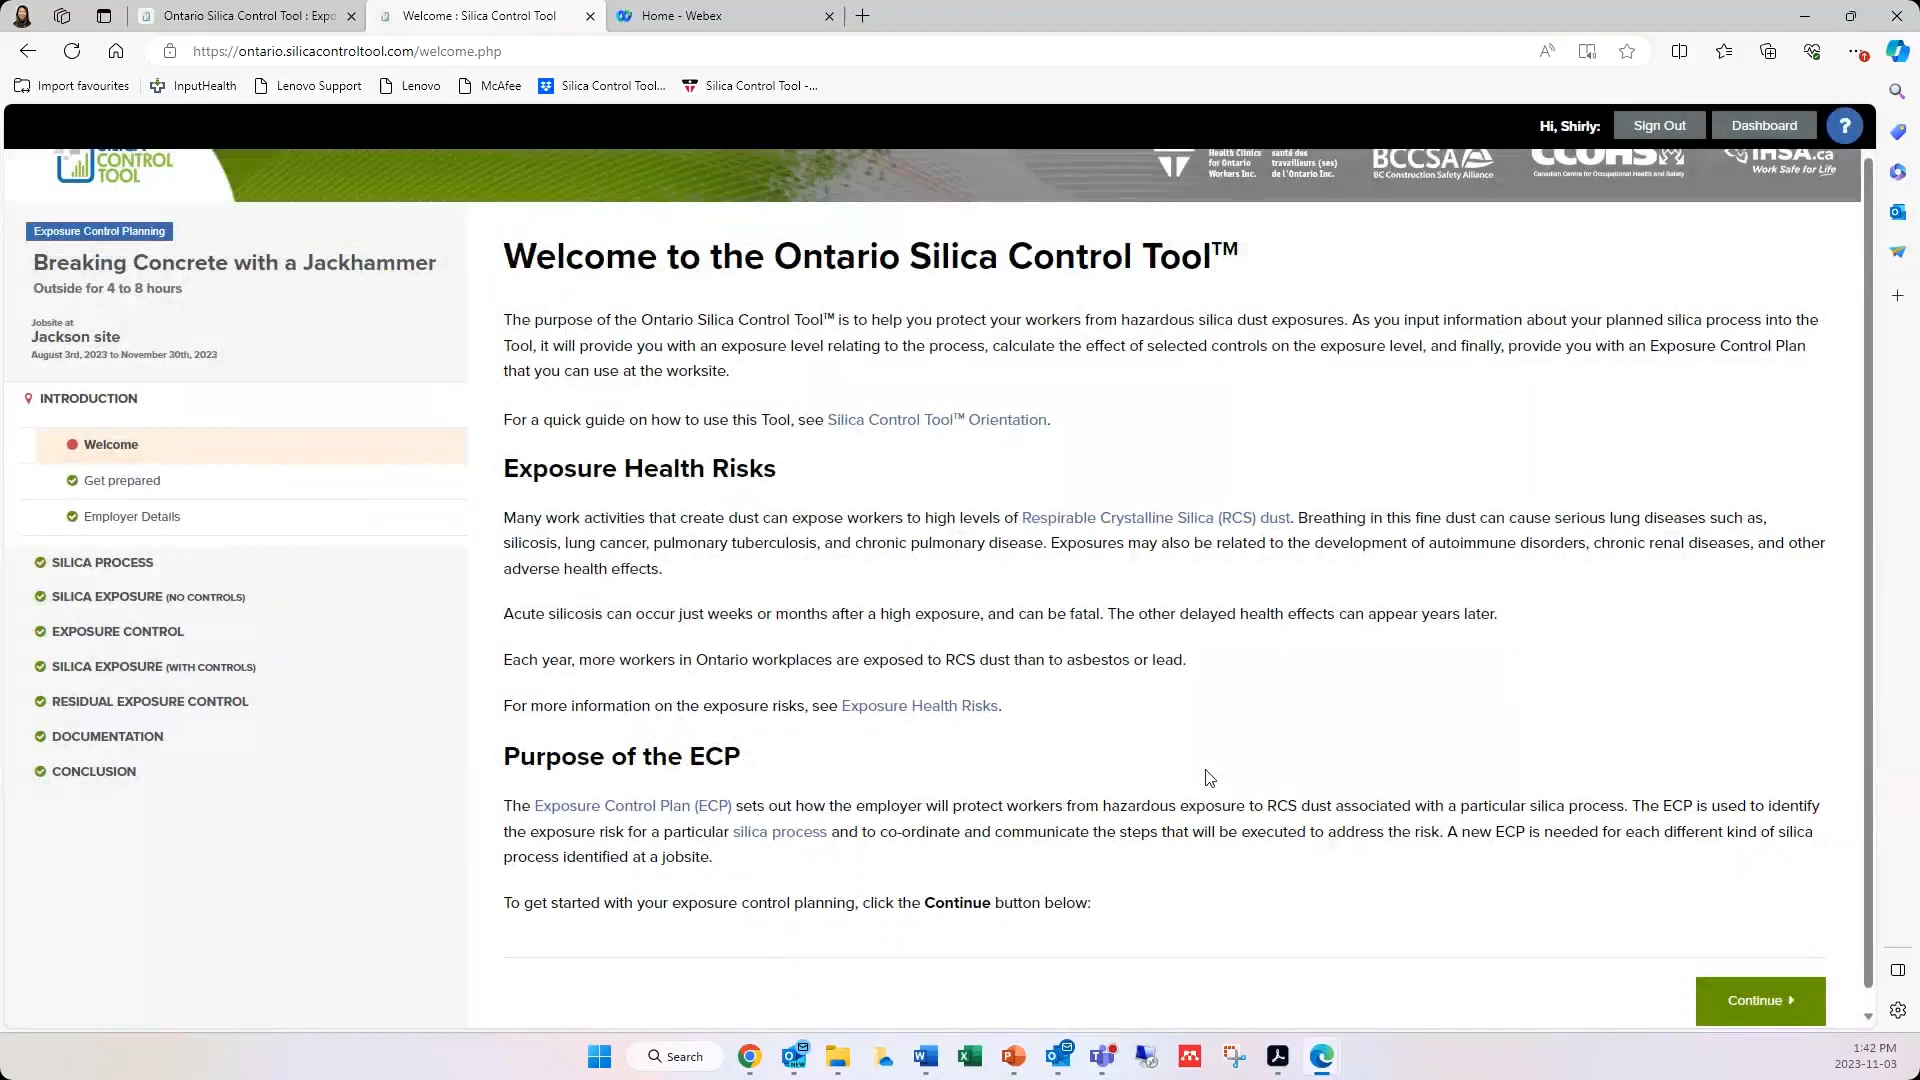 Ontario Silica Control Tool : Expo
Welcome : Silica Control Tool
Home - Webex
https://ontario.silicacontroltool.com/welcome.php
Import favourites
InputHealth
Lenovo Support
Lenovo
McAfee
Silica Control Tool...
Silica Control Tool -...
Hi, Shirly:
Sign Out
Dashboard
?
SILICA
CONTROL
TOOL
Health Clinics
for Ontario
Workers Inc.
santé des
travailleurs (ses)
de l'Ontario Inc.
BCCSA
BC Construction Safety Alliance
CCOHS
Canadian Centre for Occupational Health and Safety
IHSA.ca
Work Safe for Life
Exposure Control Planning
Breaking Concrete with a Jackhammer
Outside for 4 to 8 hours
Jobsite at
Jackson site
August 3rd, 2023 to November 30th, 2023
INTRODUCTION
Welcome
Get prepared
Employer Details
SILICA PROCESS
SILICA EXPOSURE (NO CONTROLS)
EXPOSURE CONTROL
SILICA EXPOSURE (WITH CONTROLS)
RESIDUAL EXPOSURE CONTROL
DOCUMENTATION
CONCLUSION
Welcome to the Ontario Silica Control Tool™
The purpose of the Ontario Silica Control Tool™ is to help you protect your workers from hazardous silica dust exposures. As you input information about your planned silica process into the
Tool, it will provide you with an exposure level relating to the process, calculate the effect of selected controls on the exposure level, and finally, provide you with an Exposure Control Plan
that you can use at the worksite.
For a quick guide on how to use this Tool, see Silica Control Tool™ Orientation.
Exposure Health Risks
Many work activities that create dust can expose workers to high levels of Respirable Crystalline Silica (RCS) dust. Breathing in this fine dust can cause serious lung diseases such as,
silicosis, lung cancer, pulmonary tuberculosis, and chronic pulmonary disease. Exposures may also be related to the development of autoimmune disorders, chronic renal diseases, and other
adverse health effects.
Acute silicosis can occur just weeks or months after a high exposure, and can be fatal. The other delayed health effects can appear years later.
Each year, more workers in Ontario workplaces are exposed to RCS dust than to asbestos or lead.
For more information on the exposure risks, see Exposure Health Risks.
Purpose of the ECP
The Exposure Control Plan (ECP) sets out how the employer will protect workers from hazardous exposure to RCS dust associated with a particular silica process. The ECP is used to identify
the exposure risk for a particular silica process and to co-ordinate and communicate the steps that will be executed to address the risk. A new ECP is needed for each different kind of silica
process identified at a jobsite.
To get started with your exposure control planning, click the Continue button below:
Continue
Search
1:42 PM
2023-11-03